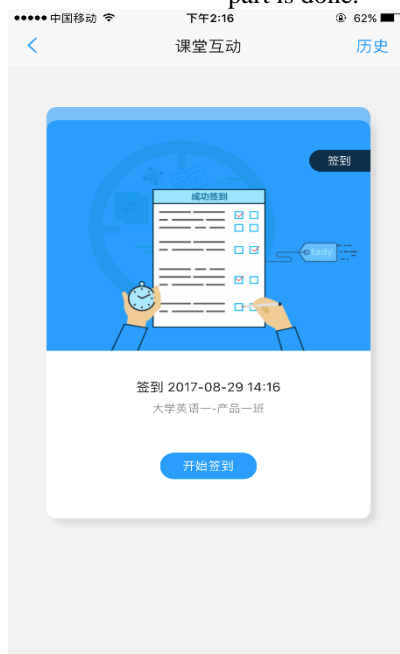 part is done.
中国移动 下午2:16 62%
课堂互动 历史
签到
成功签到
签到 2017-08-29 14:16
大学英语一-产品一班
开始签到